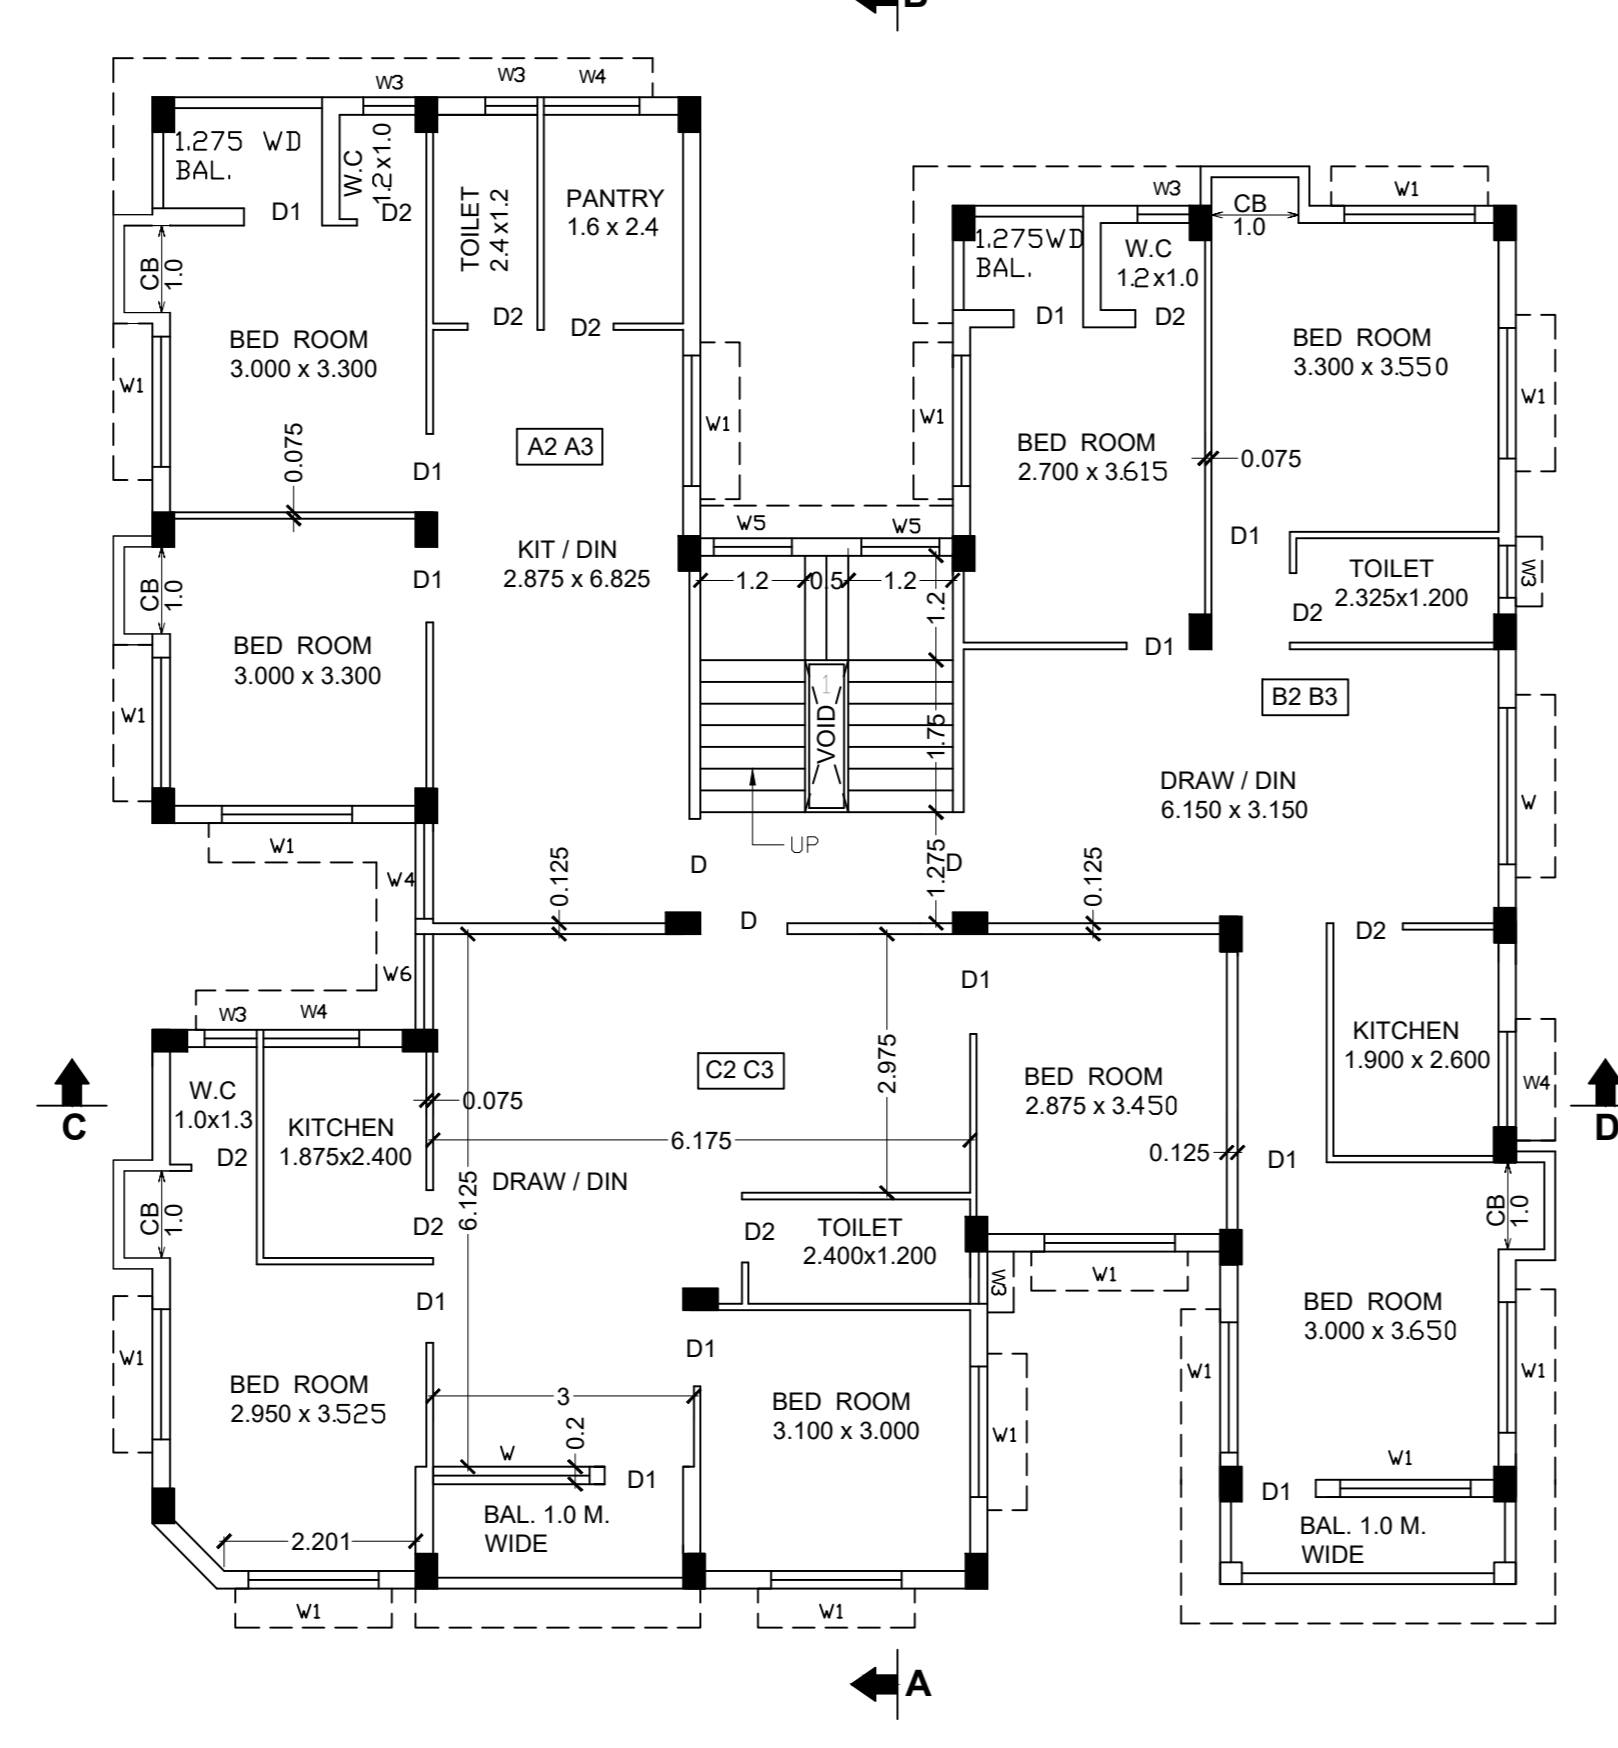 B
W3
W3
W4
1.275 WD
BAL.
W.C
1.2x1.0
D1
D2
TOILET
2.4x1.2
PANTRY
1.6 x 2.4
CB
1.0
D2
D2
BED ROOM
3.000 x 3.300
W1
W1
0.075
A2 A3
D1
KIT / DIN
2.875 x 6.825
CB
1.0
D1
BED ROOM
3.000 x 3.300
W1
W1
W4
W3
CB
1.0
W1
1.275WD
BAL.
W.C
1.2x1.0
D1
D2
BED ROOM
3.300 x 3.550
W1
W1
BED ROOM
2.700 x 3.615
0.075
D1
TOILET
2.325x1.200
W3
D2
D1
W5
W5
1.2
0.5
1.2
1.2
1
VOID
1.75
UP
B2 B3
DRAW / DIN
6.150 x 3.150
W
D
D
1.275
0.125
0.125
D
W6
W3
W4
D1
D2
W.C
1.0x1.3
D2
KITCHEN
1.875x2.400
0.075
C2 C3
2.975
BED ROOM
2.875 x 3.450
KITCHEN
1.900 x 2.600
W4
C
D
6.175
0.125
D1
6.125
DRAW / DIN
CB
1.0
D2
D2
TOILET
2.400x1.200
W3
W1
CB
1.0
D1
D1
W1
BED ROOM
2.950 x 3.525
3
BED ROOM
3.100 x 3.000
W1
W1
BED ROOM
3.000 x 3.650
W1
W
0.2
D1
W1
D1
BAL. 1.0 M.
WIDE
BAL. 1.0 M.
WIDE
2.201
W1
W1
A